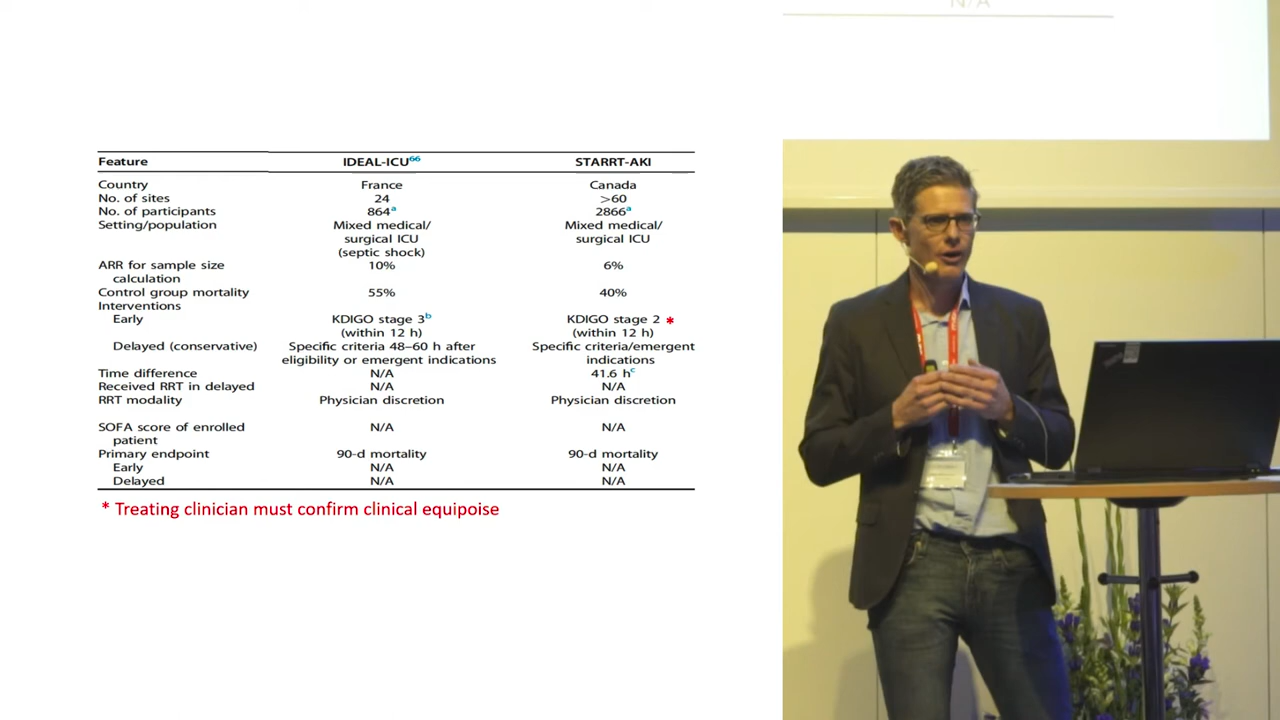 N/A
Feature IDEAL-ICU66 STARRT-AKI
Country France Canada
No. of sites 24 >60
No. of participants 864a 2866a
Setting/population Mixed medical/ Mixed medical/
surgical ICU surgical ICU
(septic shock)
ARR for sample size 10% 6%
calculation
Control group mortality 55% 40%
Interventions
Early KDIGO stage 3b KDIGO stage 2 *
(within 12 h) (within 12 h)
Delayed (conservative) Specific criteria 48–60 h after Specific criteria/emergent
eligibility or emergent indications indications
Time difference N/A 41.6 hc
Received RRT in delayed N/A N/A
RRT modality Physician discretion Physician discretion
SOFA score of enrolled N/A N/A
patient
Primary endpoint 90-d mortality 90-d mortality
Early N/A N/A
Delayed N/A N/A
* Treating clinician must confirm clinical equipoise